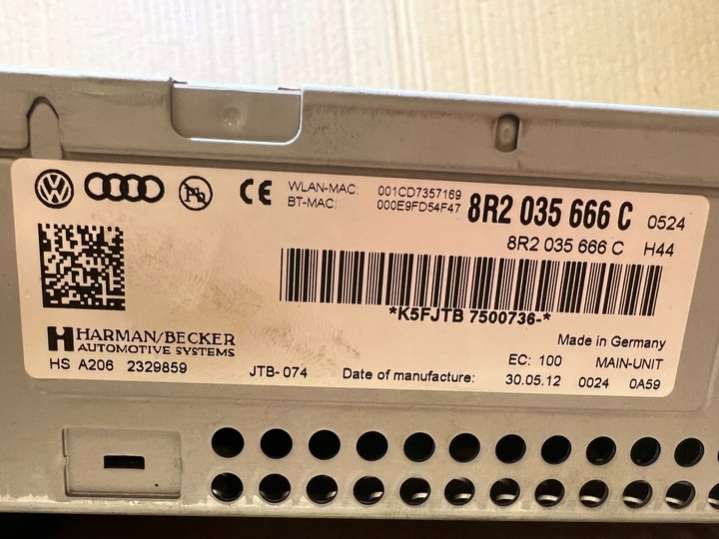 WLAN-MAC: 001CD7357169
BT-MAC: 000E9FD54F47
8R2 035 666 C 0524
8R2 035 666 C H44
*K5FJTB 7500736-*
HARMAN/BECKER
AUTOMOTIVE SYSTEMS
Made in Germany
EC: 100 MAIN-UNIT
HS A206 2329859 JTB-074 Date of manufacture: 30.05.12 0024 0A59